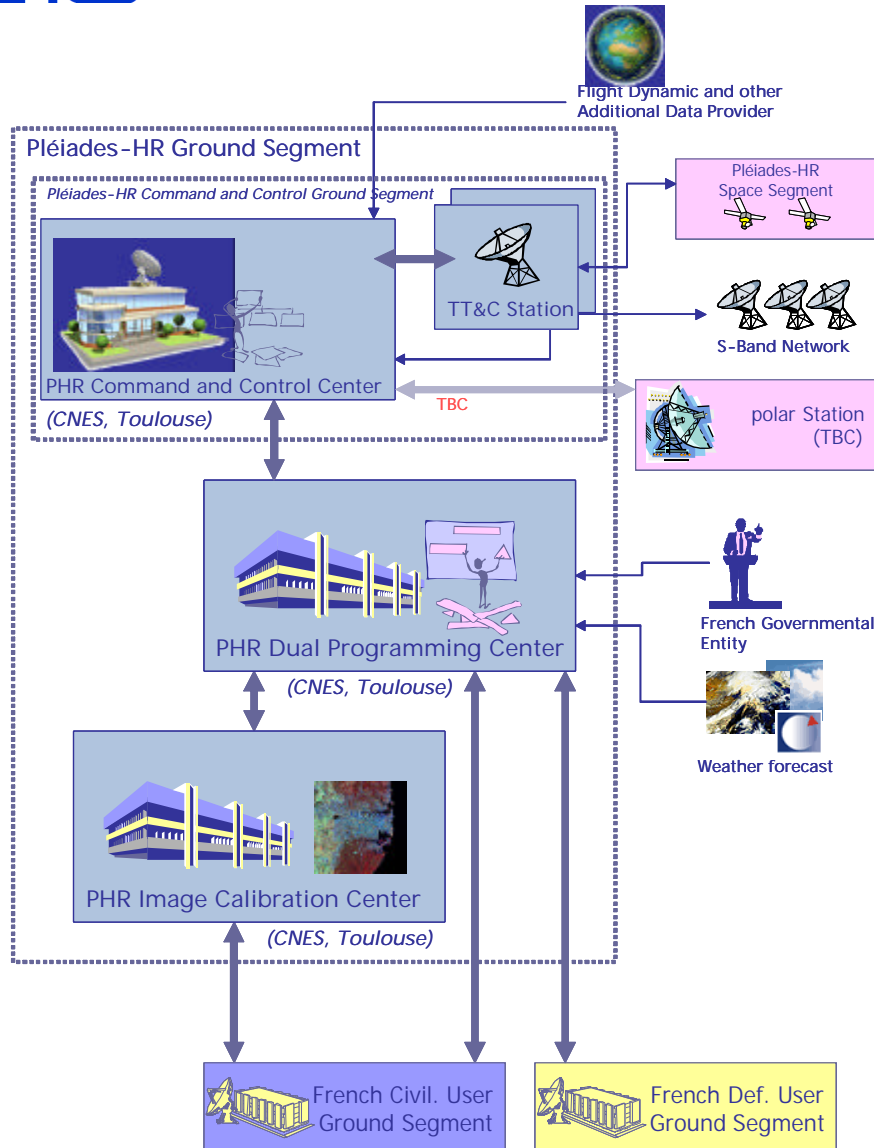 Flight Dynamic and other
Additional Data Provider
Pléiades-HR Ground Segment
Pléiades-HR Command and Control Ground Segment
Pléiades-HR
Space Segment
TT&C Station
S-Band Network
PHR Command and Control Center
(CNES, Toulouse)
TBC
polar Station
(TBC)
PHR Dual Programming Center
(CNES, Toulouse)
French Governmental
Entity
Weather forecast
PHR Image Calibration Center
(CNES, Toulouse)
French Civil. User
Ground Segment
French Def. User
Ground Segment